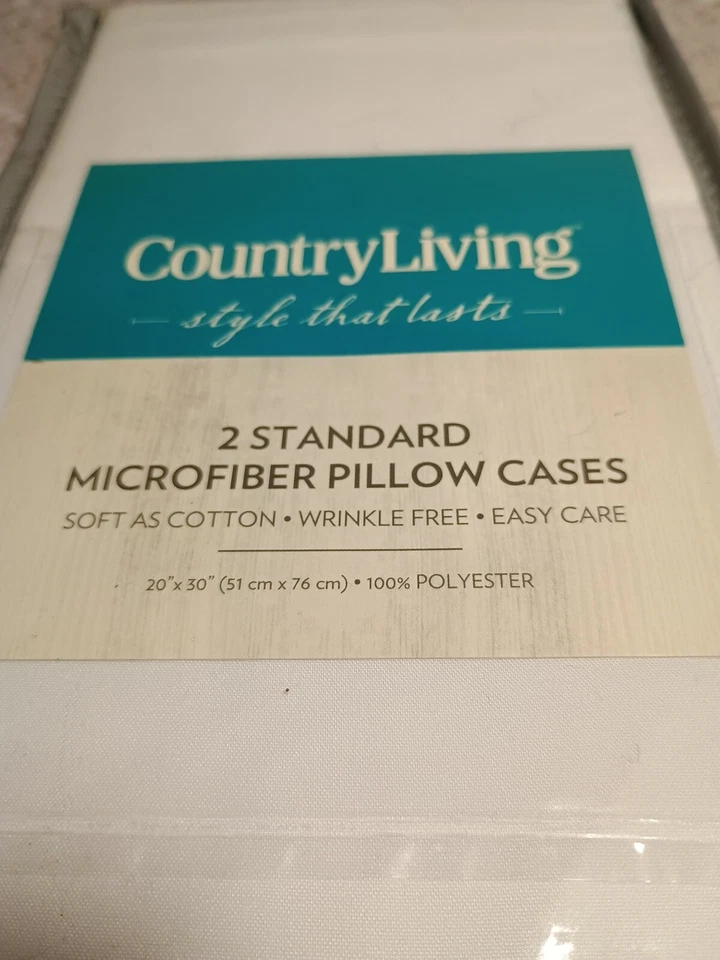 CountryLiving
style that lasts
2 STANDARD
MICROFIBER PILLOW CASES
SOFT AS COTTON • WRINKLE FREE • EASY CARE
20"x 30" (51 cm x 76 cm) • 100% POLYESTER